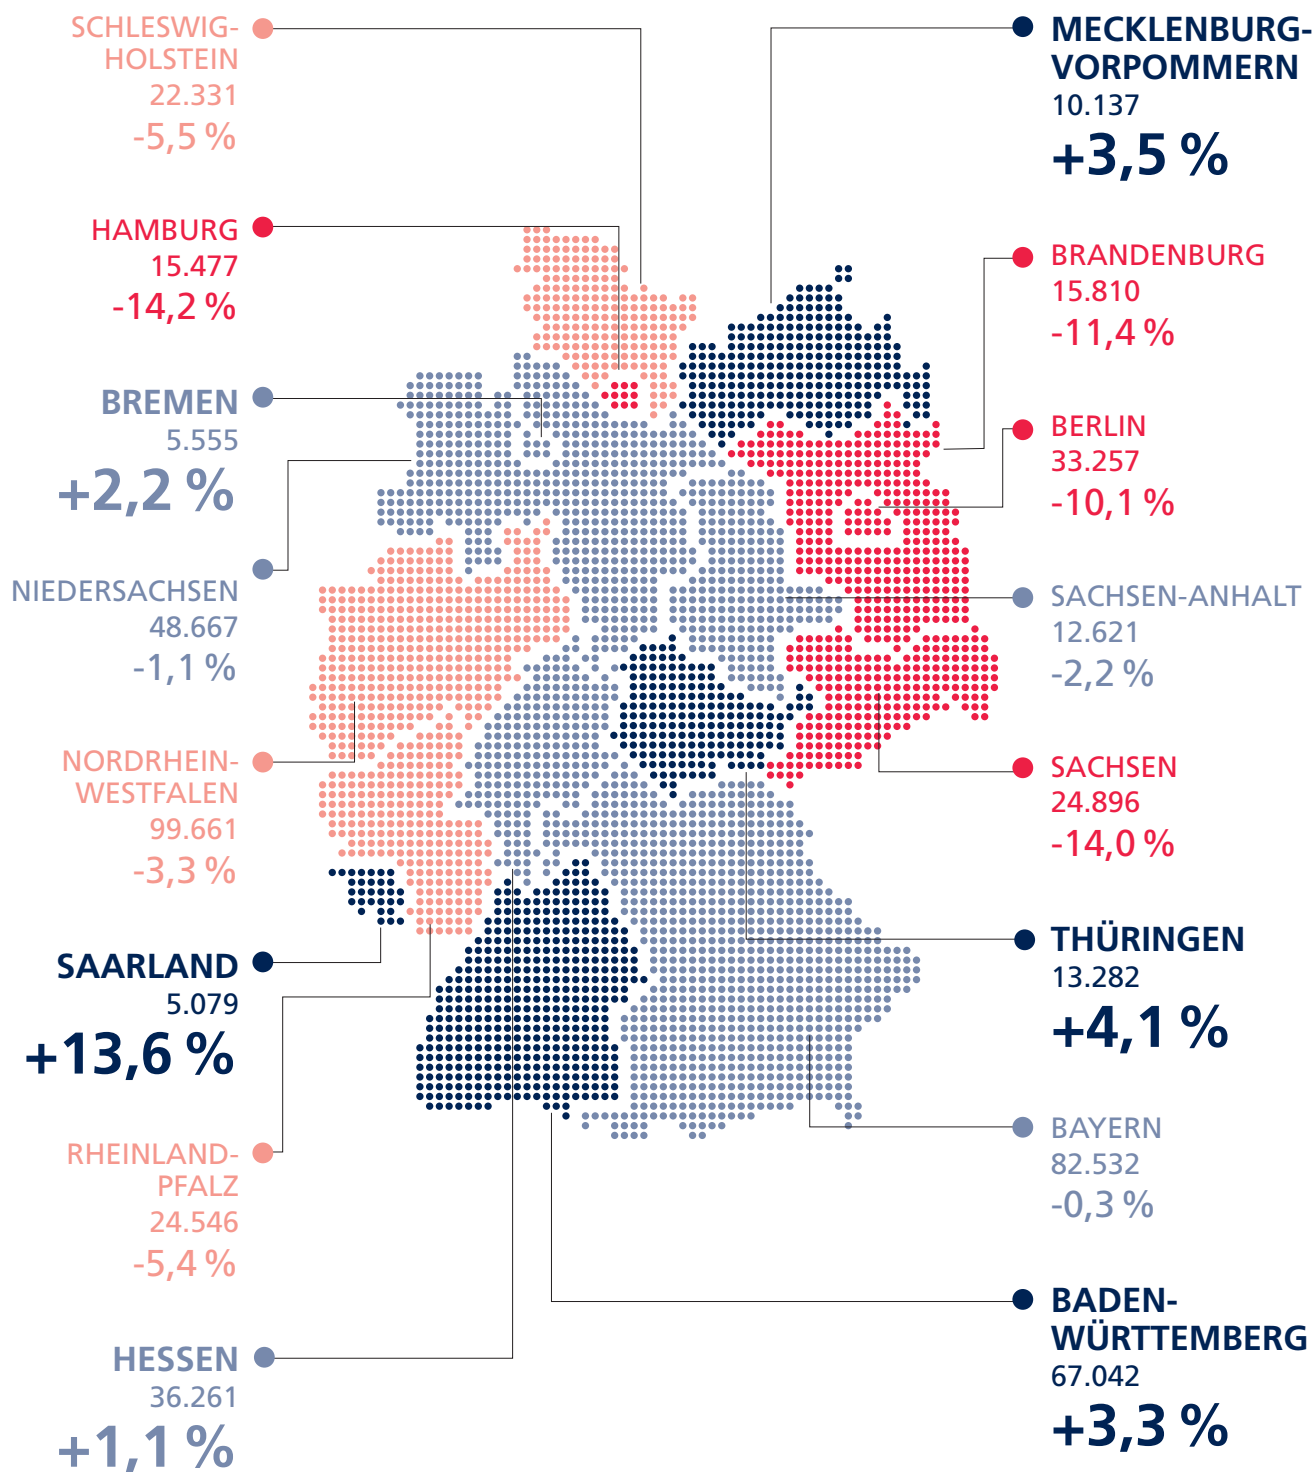 SCHLESWIG-
HOLSTEIN
22.331
-5,5 %
HAMBURG
15.477
-14,2 %
BREMEN
5.555
+2,2 %
NIEDERSACHSEN
48.667
-1,1 %
NORDRHEIN-
WESTFALEN
99.661
-3,3 %
SAARLAND
5.079
+13,6 %
RHEINLAND-
PFALZ
24.546
-5,4 %
HESSEN
36.261
+1,1 %
MECKLENBURG-
VORPOMMERN
10.137
+3,5 %
BRANDENBURG
15.810
-11,4 %
BERLIN
33.257
-10,1 %
SACHSEN-ANHALT
12.621
-2,2 %
SACHSEN
24.896
-14,0 %
THÜRINGEN
13.282
+4,1 %
BAYERN
82.532
-0,3 %
BADEN-
WÜRTTEMBERG
67.042
+3,3 %